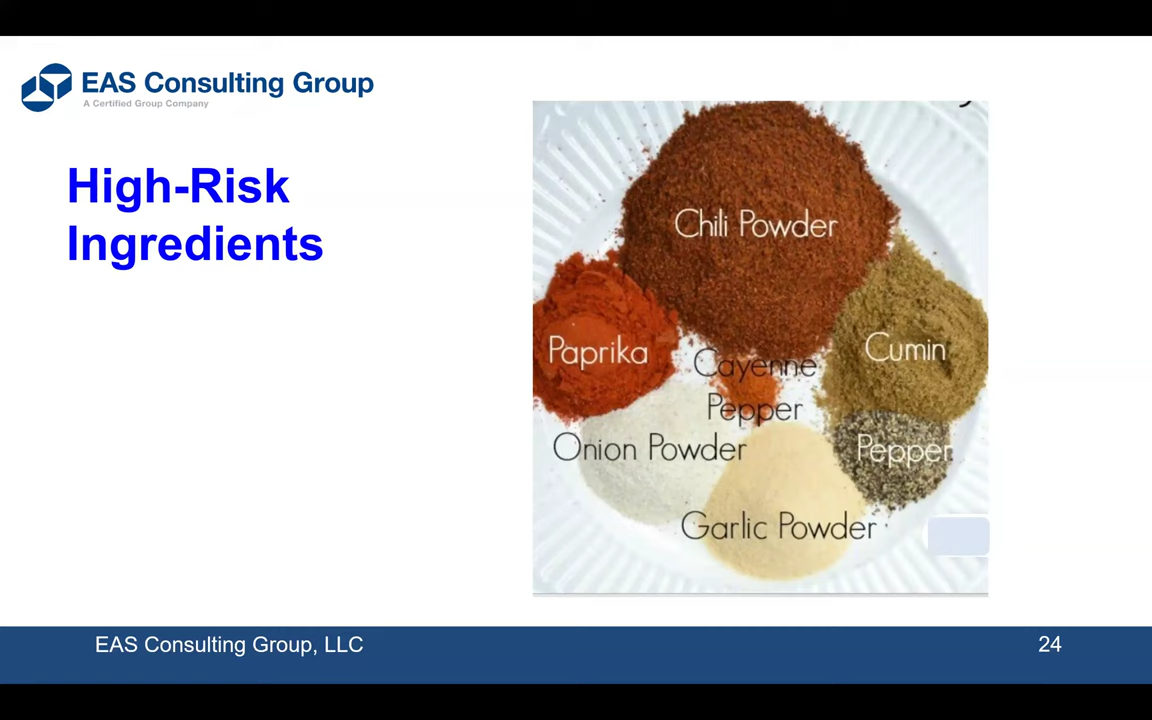 EAS Consulting Group
A Certified Group Company
High-Risk
Ingredients
Chili Powder
Paprika
Cumin
Cayenne
Pepper
Onion Powder
Pepper
Garlic Powder
EAS Consulting Group, LLC
24